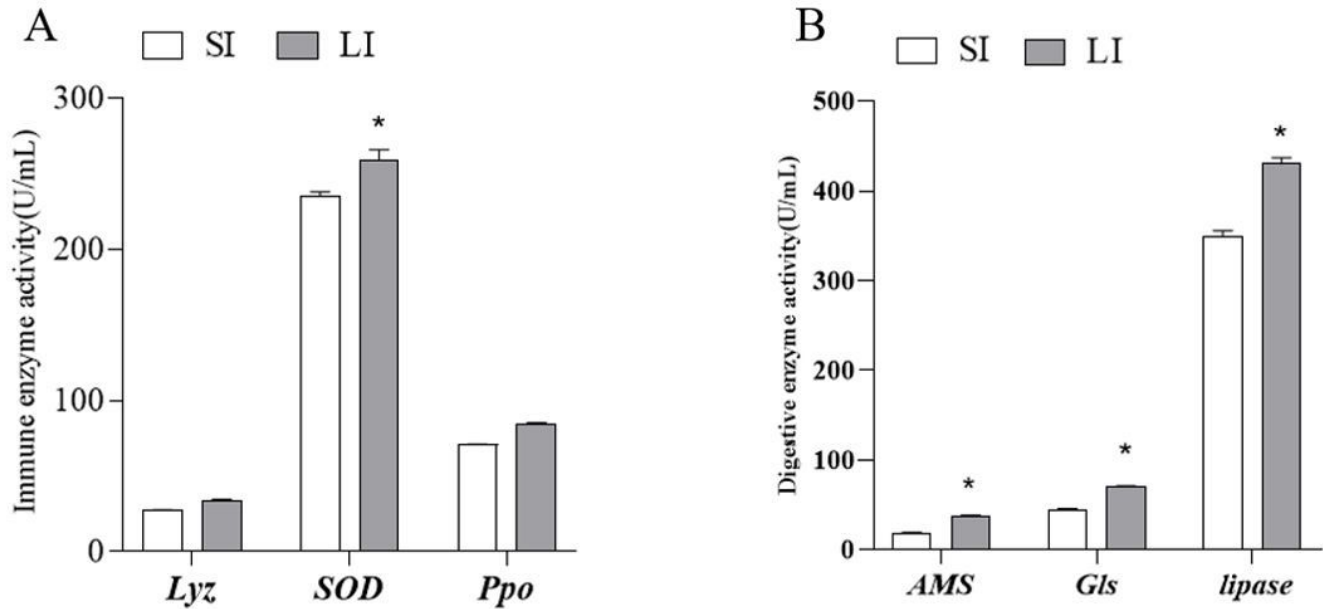 A
SI LI
Immune enzyme activity(U/mL)
300
200
100
0
*
Lyz SOD Ppo
B
SI LI
Digestive enzyme activity(U/mL)
500
400
300
200
100
0
* * *
AMS Gls lipase